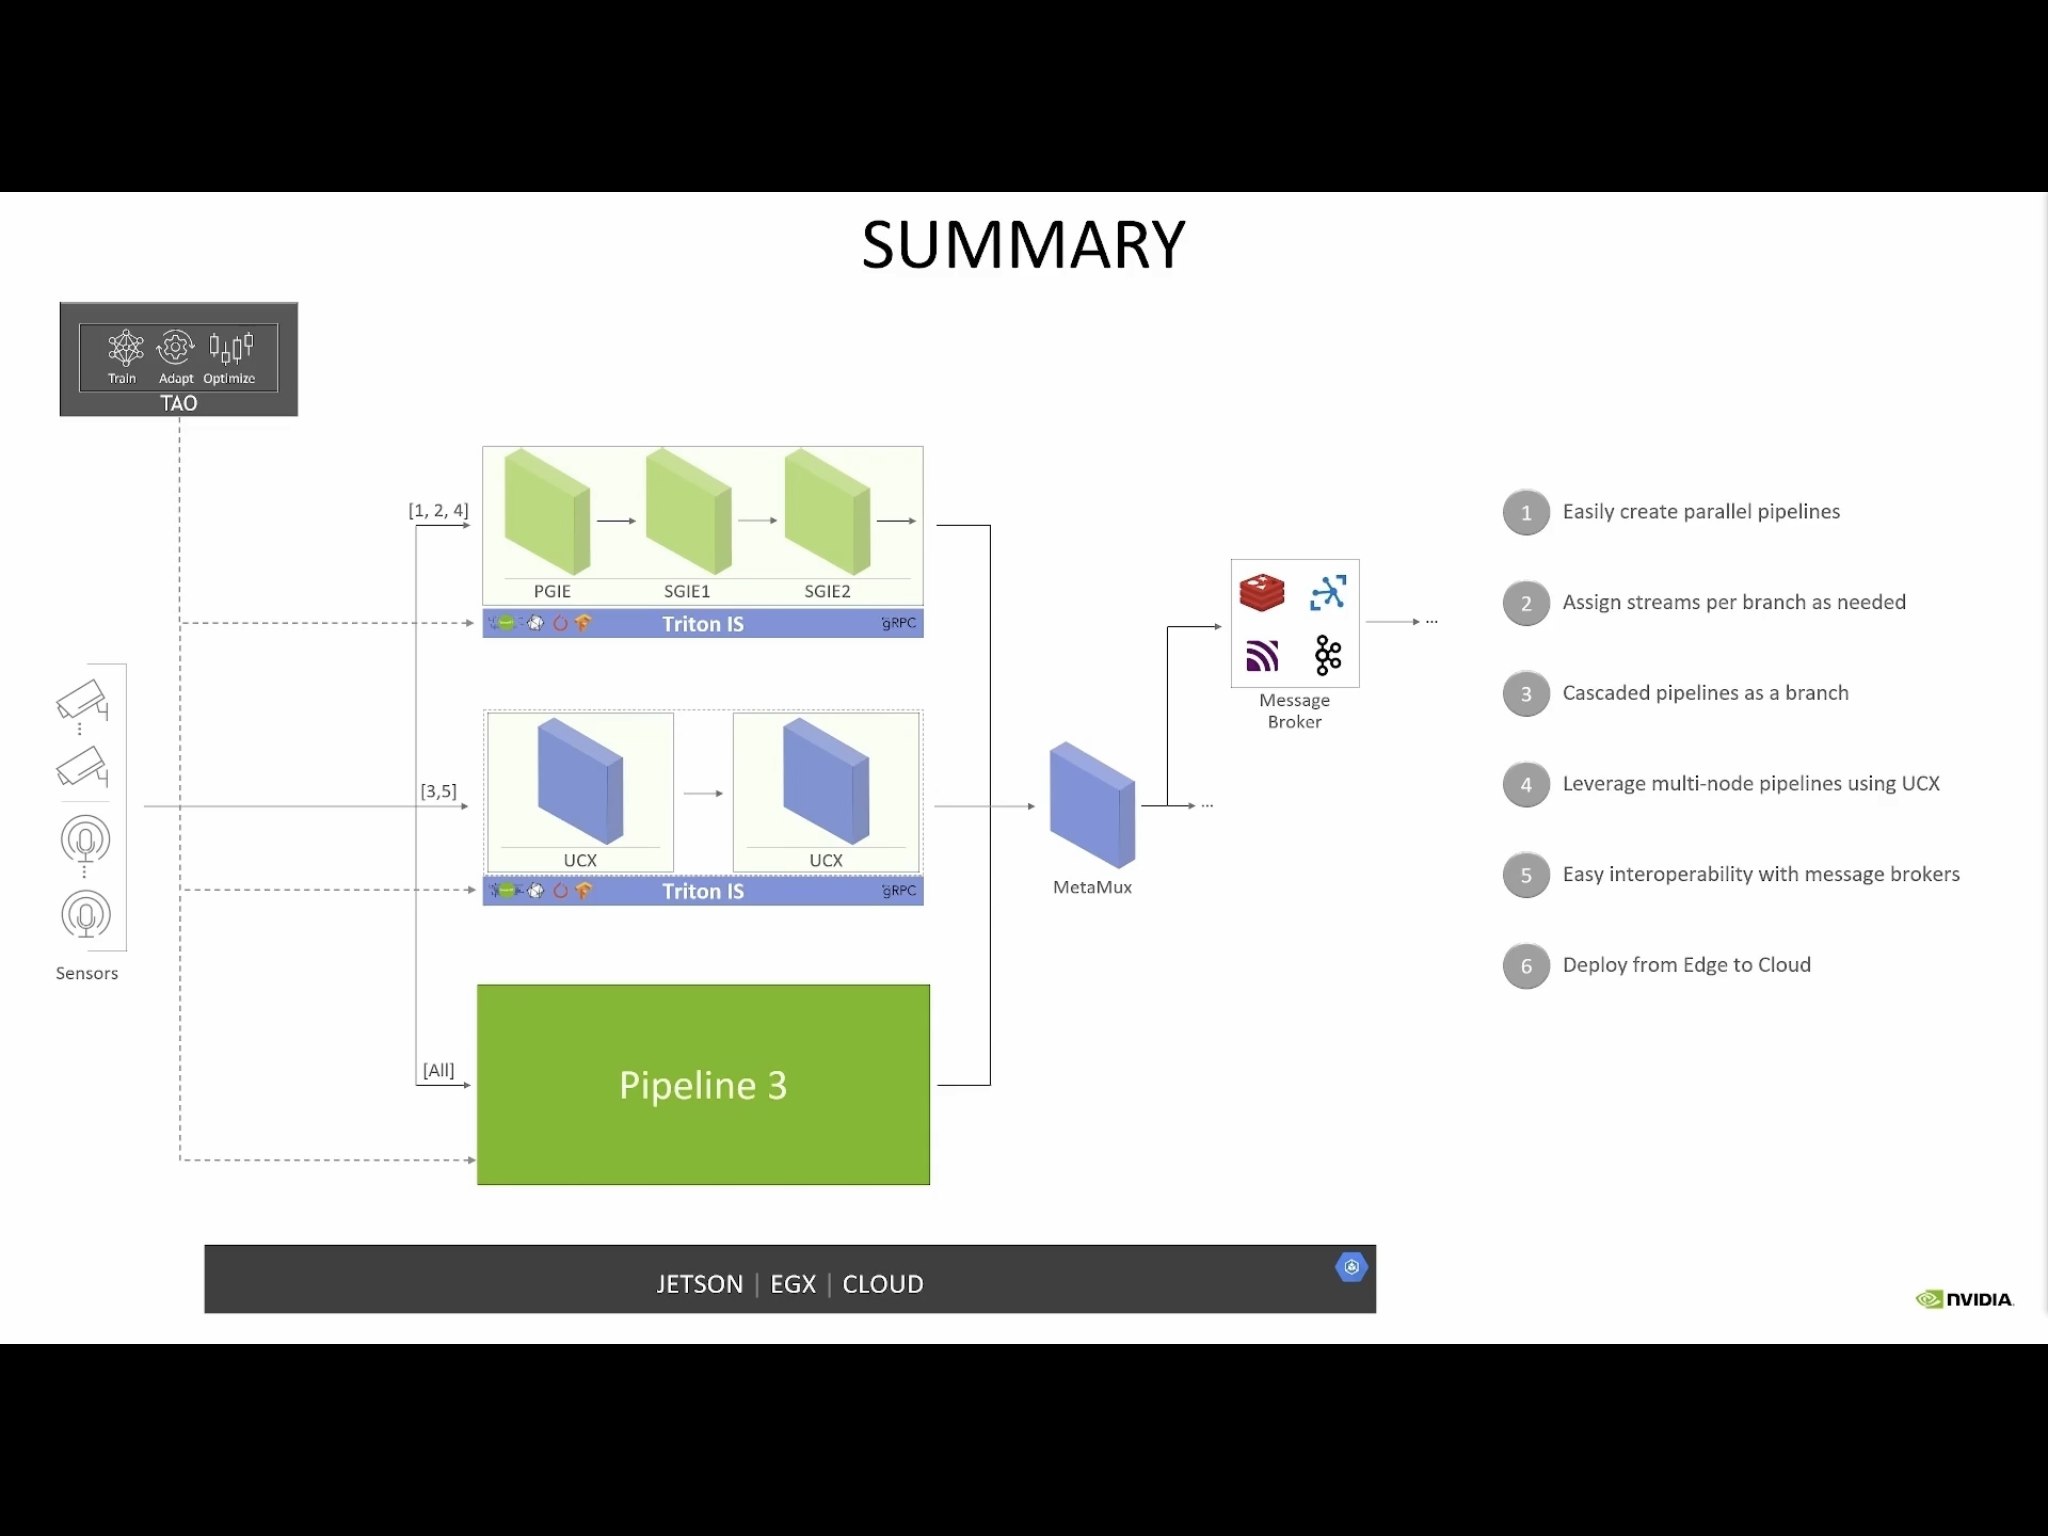 SUMMARY
Train Adapt Optimize
TAO
[1, 2, 4]
PGIE SGIE1 SGIE2
Triton IS gRPC
[3,5]
UCX UCX
Triton IS gRPC
[All]
Pipeline 3
Sensors
MetaMux
...
Message
Broker
...
1 Easily create parallel pipelines
2 Assign streams per branch as needed
3 Cascaded pipelines as a branch
4 Leverage multi-node pipelines using UCX
5 Easy interoperability with message brokers
6 Deploy from Edge to Cloud
JETSON | EGX | CLOUD
NVIDIA.